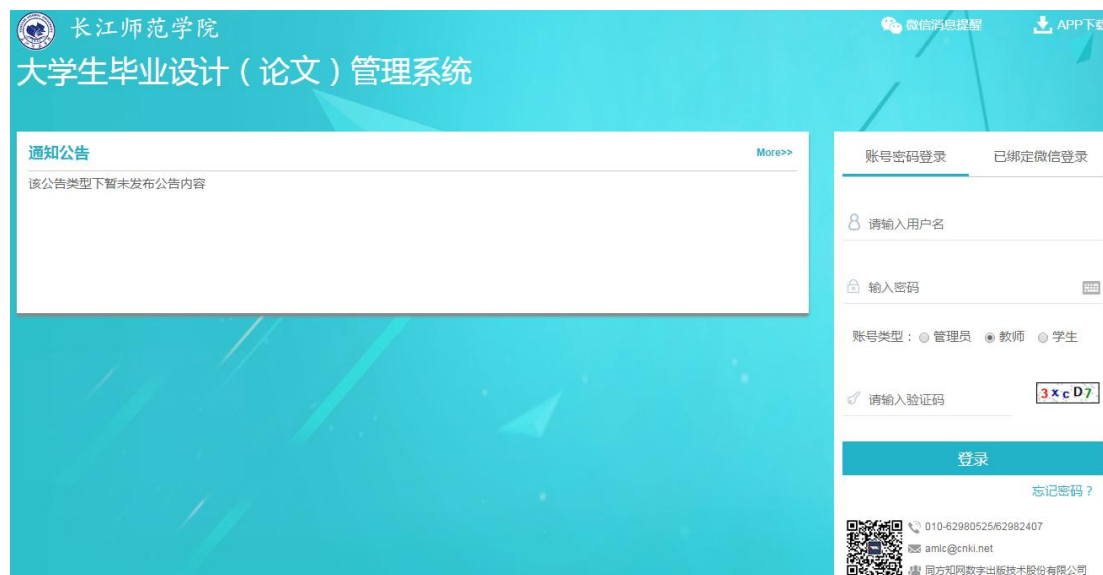 长江师范学院
微信消息提醒
APP下载
大学生毕业设计（论文）管理系统
通知公告
More>>
该公告类型下暂未发布公告内容
账号密码登录
已绑定微信登录
请输入用户名
输入密码
账号类型：
管理员
教师
学生
请输入验证码
3xcD7
登录
忘记密码？
010-62980525/62982407
amlc@cnki.net
同方知网数字出版技术股份有限公司